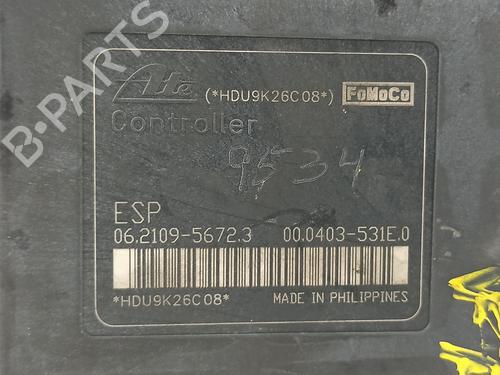 B-PARTS
Ate (*HDU9K26C08*) FoMoCo
Controller
9534
ESP
06.2109-5672.3 00.0403-531E.0
*HDU9K26C08* MADE IN PHILIPPINES